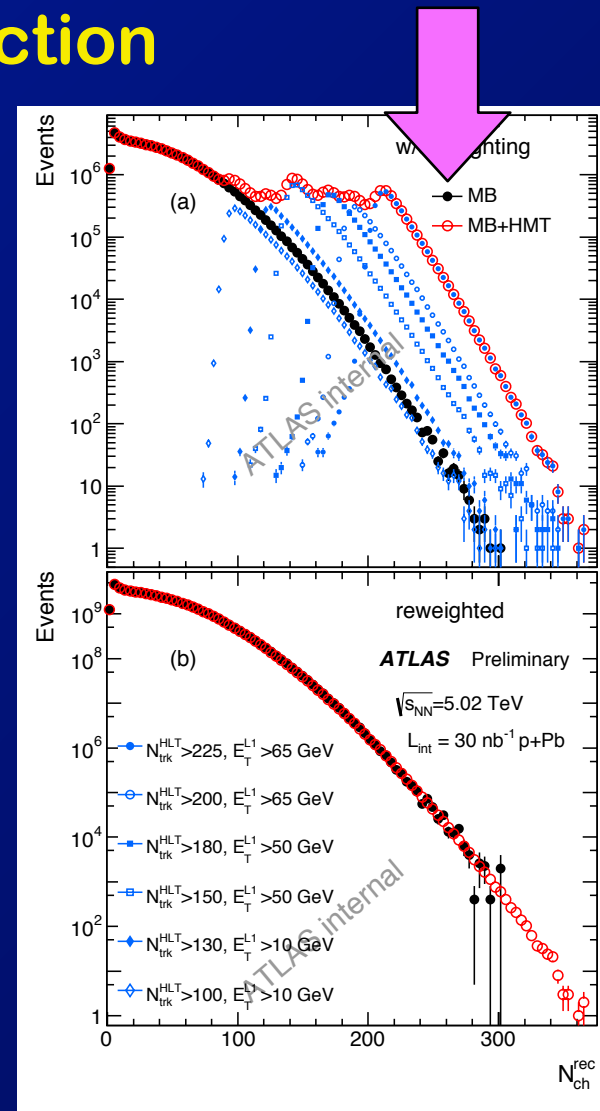 ction
Events
10⁶
10⁵
10⁴
10³
10²
10
1
(a)
MB
MB+HMT
ATLAS internal
Events
10⁹
10⁸
10⁶
10⁴
10²
1
(b)
reweighted
ATLAS Preliminary
√s_NN=5.02 TeV
L_int = 30 nb⁻¹ p+Pb
N_trk^HLT>225, E_T^L1>65 GeV
N_trk^HLT>200, E_T^L1>65 GeV
N_trk^HLT>180, E_T^L1>50 GeV
N_trk^HLT>150, E_T^L1>50 GeV
N_trk^HLT>130, E_T^L1>10 GeV
N_trk^HLT>100, E_T^L1>10 GeV
ATLAS internal
0 100 200 300
N_ch^rec